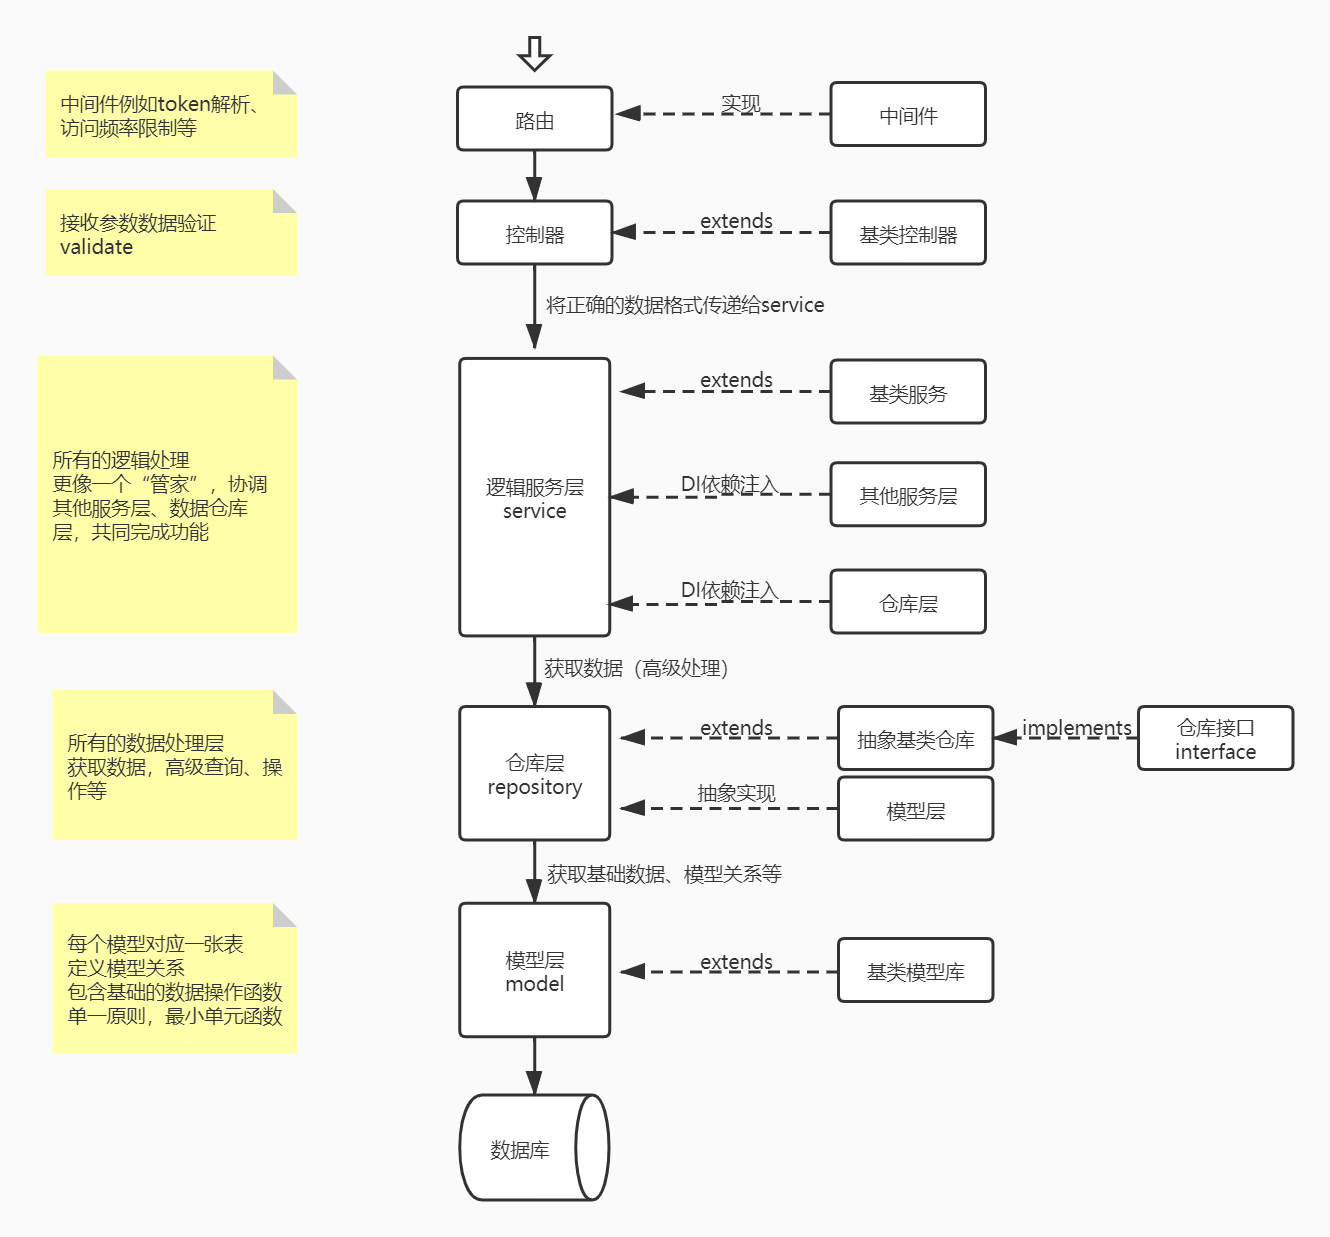 中间件例如token解析、
访问频率限制等
路由
实现
中间件
接收参数数据验证
validate
控制器
extends
基类控制器
将正确的数据格式传递给service
所有的逻辑处理
更像一个“管家”，协调
其他服务层、数据仓库
层，共同完成功能
逻辑服务层
service
extends
基类服务
DI依赖注入
其他服务层
DI依赖注入
仓库层
获取数据（高级处理）
所有的数据处理层
获取数据，高级查询、操
作等
仓库层
repository
extends
抽象基类仓库
implements
仓库接口
interface
抽象实现
模型层
获取基础数据、模型关系等
每个模型对应一张表
定义模型关系
包含基础的数据操作函数
单一原则，最小单元函数
模型层
model
extends
基类模型库
数据库